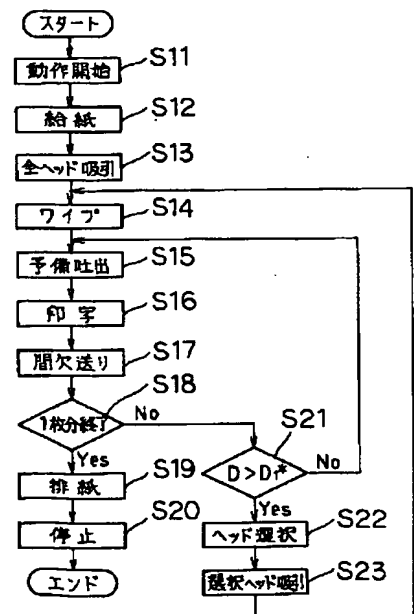 スタート
動作開始 S11
給紙 S12
全ヘッド吸引 S13
ワイプ S14
予備吐出 S15
印字 S16
間欠送り S17
1枚分終了 S18
No
Yes
排紙 S19
停止 S20
エンド
S21
D>D₁*
No
Yes
ヘッド選択 S22
選択ヘッド吸引 S23